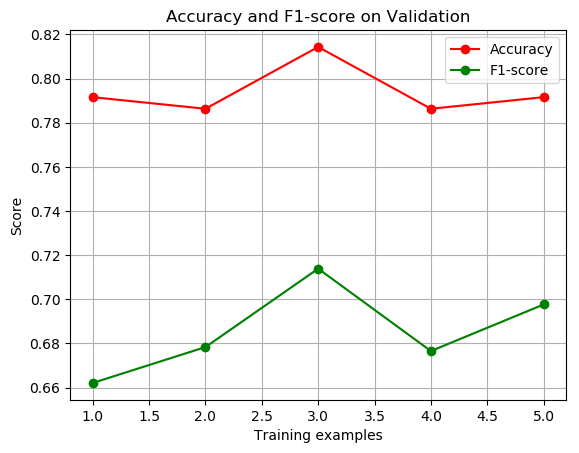 Accuracy and F1-score on Validation
Accuracy
F1-score
Score
0.82
0.80
0.78
0.76
0.74
0.72
0.70
0.68
0.66
1.0 1.5 2.0 2.5 3.0 3.5 4.0 4.5 5.0
Training examples